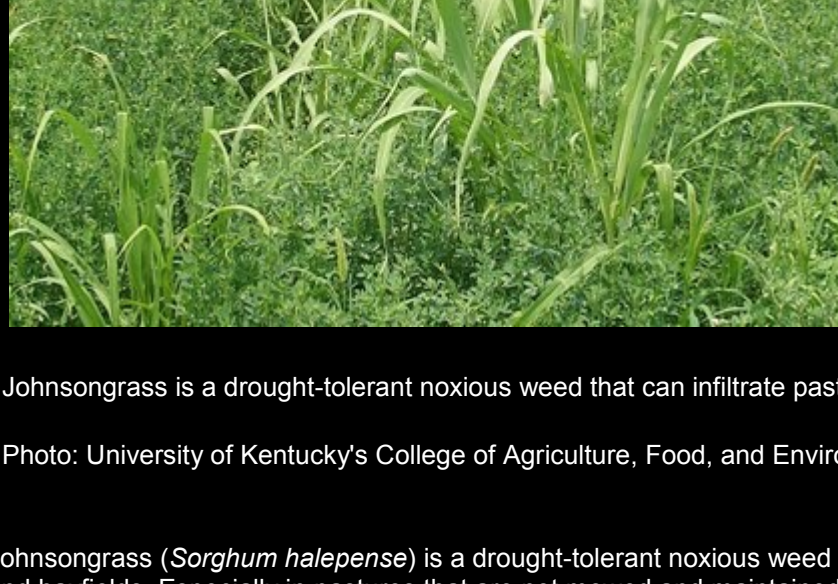 Johnsongrass is a drought-tolerant noxious weed that can infiltrate past
Photo: University of Kentucky's College of Agriculture, Food, and Enviro
ohnsongrass (Sorghum halepense) is a drought-tolerant noxious weed